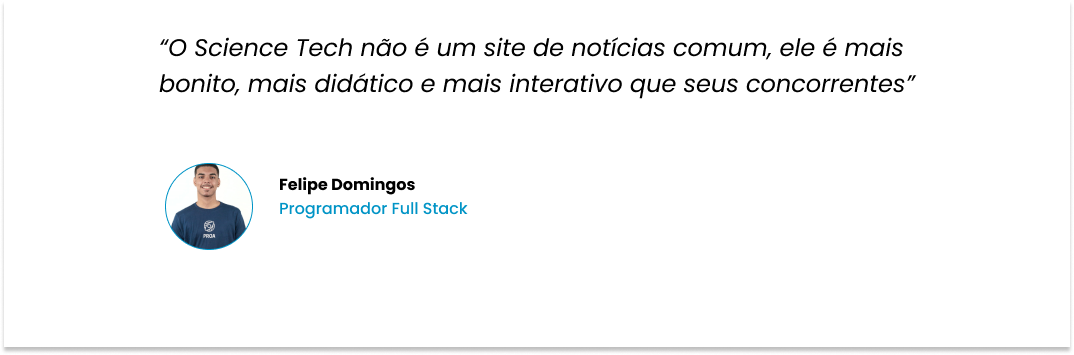 “O Science Tech não é um site de notícias comum, ele é mais
bonito, mais didático e mais interativo que seus concorrentes”
Felipe Domingos
Programador Full Stack
PROA